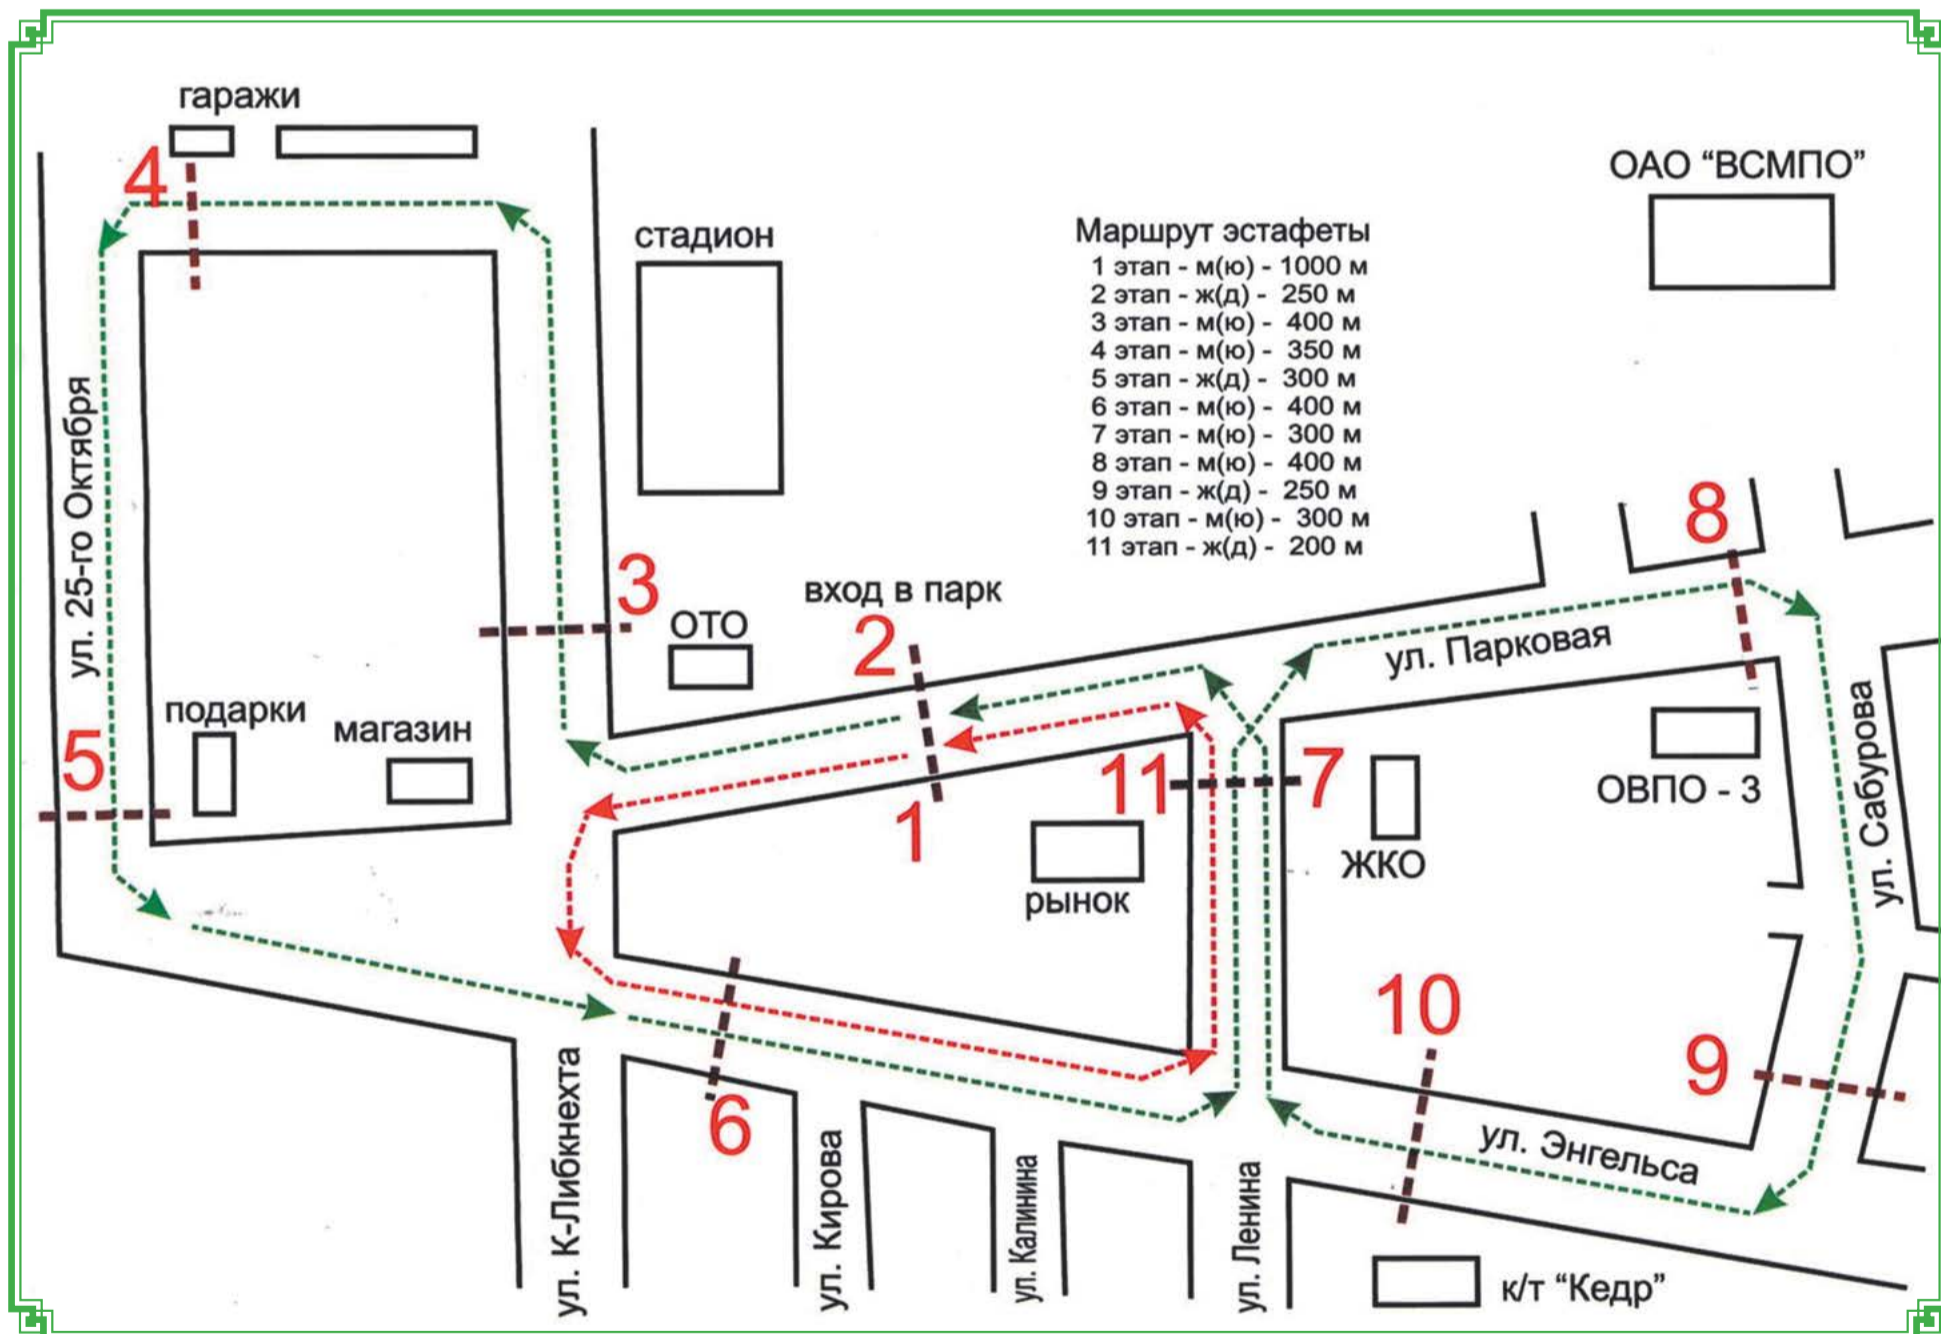 гаражи
4
ОАО “ВСМПО”
стадион
Маршрут эстафеты
1 этап - м(ю) - 1000 м
2 этап - ж(д) - 250 м
3 этап - м(ю) - 400 м
4 этап - м(ю) - 350 м
5 этап - ж(д) - 300 м
6 этап - м(ю) - 400 м
7 этап - м(ю) - 300 м
8 этап - м(ю) - 400 м
9 этап - ж(д) - 250 м
10 этап - м(ю) - 300 м
11 этап - ж(д) - 200 м
ул. 25-го Октября
8
3
вход в парк
ОТО
2
ул. Парковая
подарки
магазин
5
11
7
1
ОВПО - 3
ул. Сабурова
ЖКО
рынок
10
9
6
ул. Энгельса
ул. К-Либкнехта
ул. Кирова
ул. Калинина
ул. Ленина
к/т “Кедр”